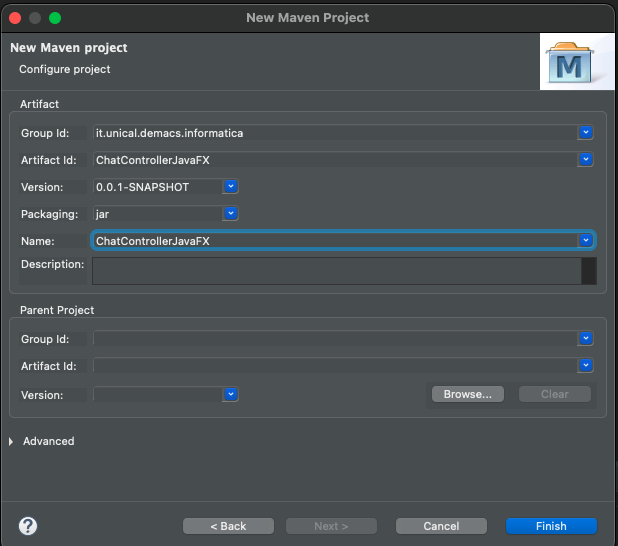 New Maven Project
New Maven project
Configure project
M
Artifact
Group Id: it.unical.demacs.informatica
Artifact Id: ChatControllerJavaFX
Version: 0.0.1-SNAPSHOT
Packaging: jar
Name: ChatControllerJavaFX
Description:
Parent Project
Group Id:
Artifact Id:
Version: Browse... Clear
Advanced
? < Back Next > Cancel Finish